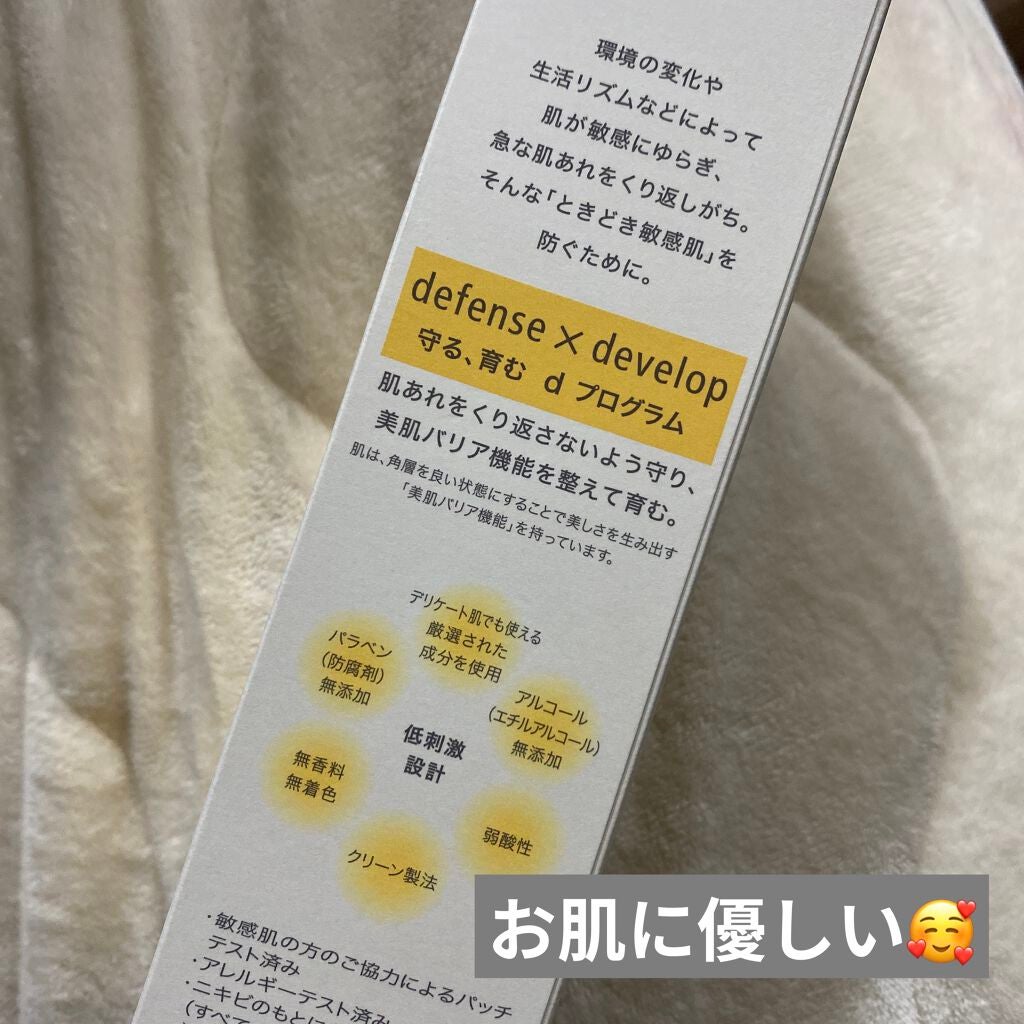 環境の変化や
生活リズムなどによって
肌が敏感にゆらぎ、
急な肌あれをくり返しがち。
そんな「ときどき敏感肌」を
防ぐために。
defense × develop
守る、育む d プログラム
肌あれをくり返さないよう守り、
美肌バリア機能を整えて育む。
肌は、角層を良い状態にすることで美しさを生み出す
「美肌バリア機能」を持っています。
デリケート肌でも使える
厳選された
成分を使用
パラベン
(防腐剤)
無添加
アルコール
(エチルアルコール)
無添加
低刺激
設計
無香料
無着色
弱酸性
クリーン製法
・敏感肌の方のご協力によるパッチ
テスト済み
・アレルギーテスト済み
・ニキビのもとに
(すべて
お肌に優しい🥰